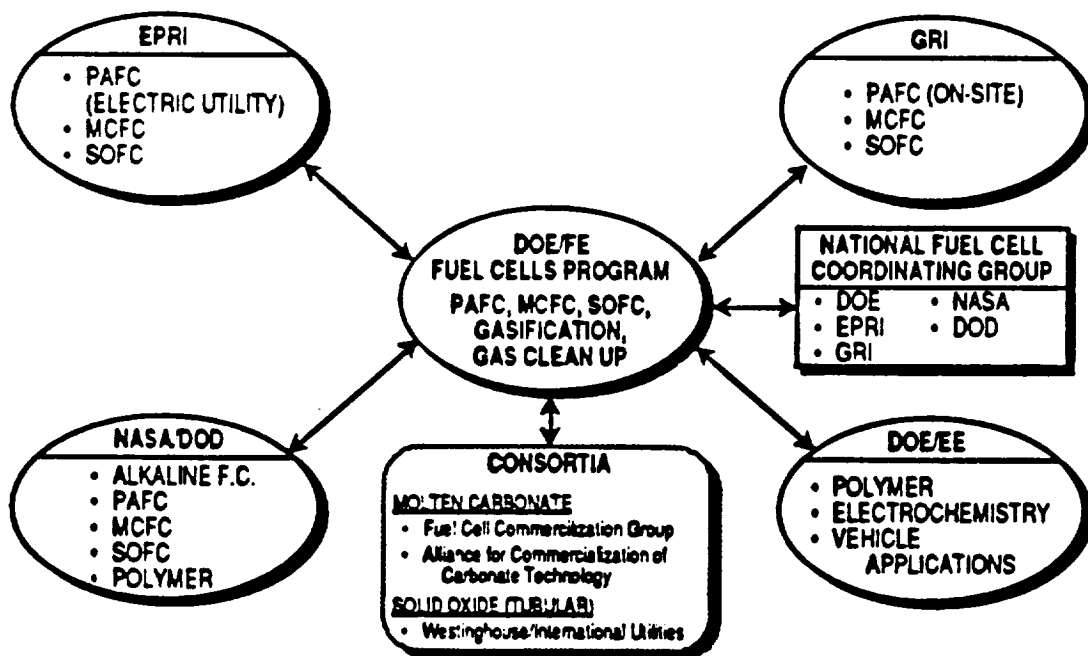 EPRI
• PAFC
(ELECTRIC UTILITY)
• MCFC
• SOFC
GRI
• PAFC (ON-SITE)
• MCFC
• SOFC
DOE/FE
FUEL CELLS PROGRAM
PAFC, MCFC, SOFC,
GASIFICATION,
GAS CLEAN UP
NATIONAL FUEL CELL
COORDINATING GROUP
• DOE • NASA
• EPRI • DOD
• GRI
NASA/DOD
• ALKALINE F.C.
• PAFC
• MCFC
• SOFC
• POLYMER
CONSORTIA
MOLTEN CARBONATE
• Fuel Cell Commercialization Group
• Alliance for Commercialization of
Carbonate Technology
SOLID OXIDE (TUBULAR)
• Westinghouse/International Utilities
DOE/EE
• POLYMER
• ELECTROCHEMISTRY
• VEHICLE
APPLICATIONS